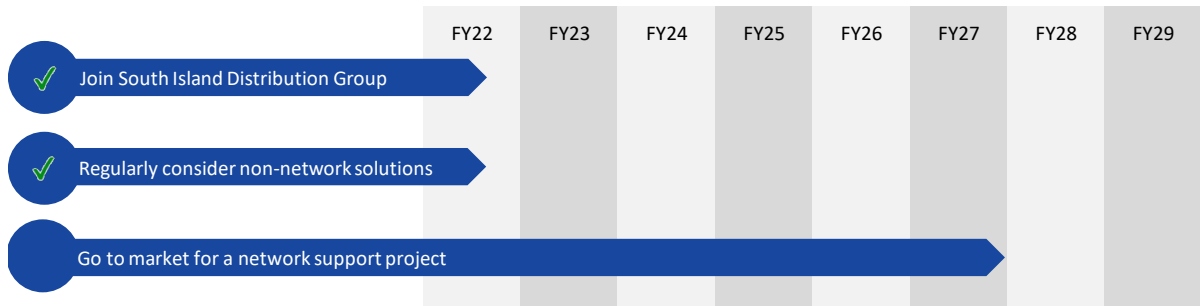 FY22 FY23 FY24 FY25 FY26 FY27 FY28 FY29
Join South Island Distribution Group
Regularly consider non-network solutions
Go to market for a network support project